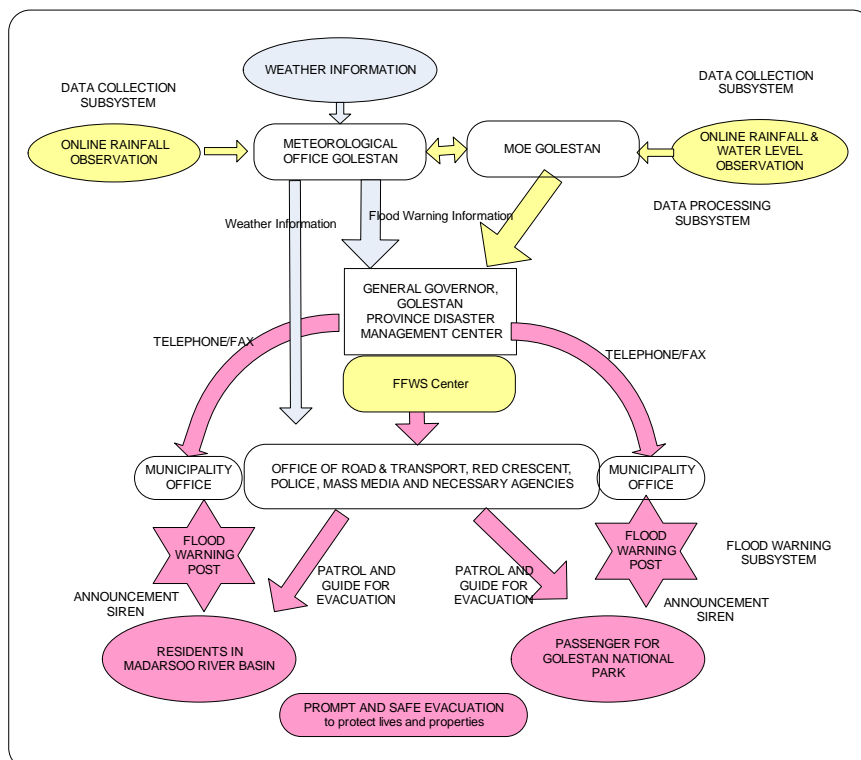 WEATHER INFORMATION
DATA COLLECTION
SUBSYSTEM
DATA COLLECTION
SUBSYSTEM
ONLINE RAINFALL
OBSERVATION
METEOROLOGICAL
OFFICE GOLESTAN
MOE GOLESTAN
ONLINE RAINFALL &
WATER LEVEL
OBSERVATION
Weather Information
Flood Warning Information
DATA PROCESSING
SUBSYSTEM
GENERAL GOVERNOR,
GOLESTAN
PROVINCE DISASTER
MANAGEMENT CENTER
TELEPHONE/FAX
TELEPHONE/FAX
FFWS Center
MUNICIPALITY
OFFICE
OFFICE OF ROAD & TRANSPORT, RED CRESCENT,
POLICE, MASS MEDIA AND NECESSARY AGENCIES
MUNICIPALITY
OFFICE
FLOOD
WARNING
POST
FLOOD
WARNING
POST
FLOOD WARNING
SUBSYSTEM
PATROL AND
GUIDE FOR
EVACUATION
PATROL AND
GUIDE FOR
EVACUATION
ANNOUNCEMENT
SIREN
ANNOUNCEMENT
SIREN
RESIDENTS IN
MADARSOO RIVER BASIN
PASSENGER FOR
GOLESTAN NATIONAL
PARK
PROMPT AND SAFE EVACUATION
to protect lives and properties